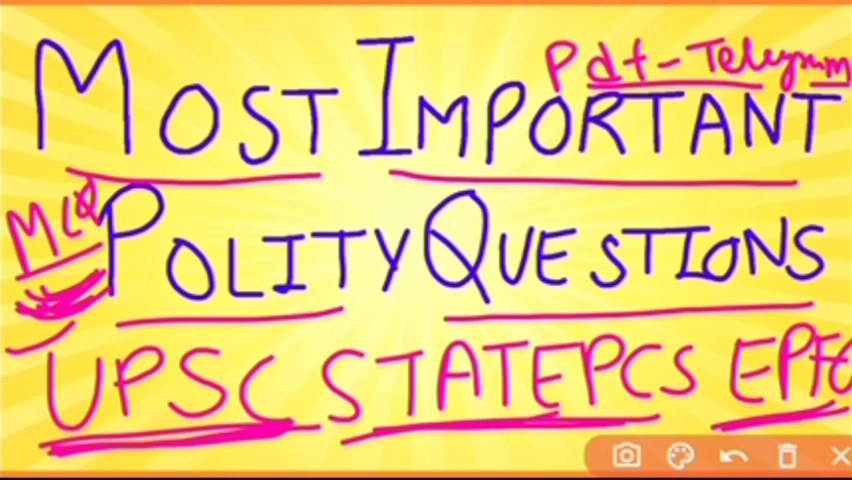 Pdf-Telegram
MOST IMPORTANT
MCQ
POLITY QUESTIONS
UPSC STATEPCS EPFO